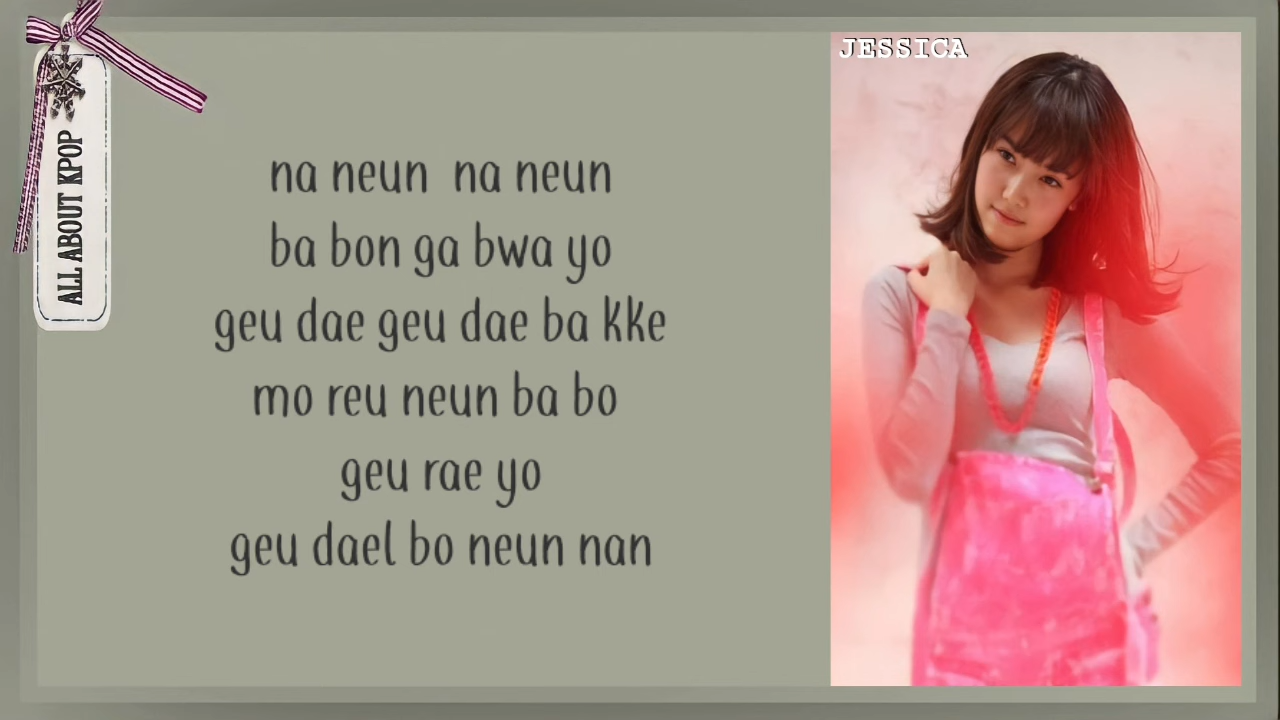 ALL ABOUT KPOP
JESSICA
na neun na neun
ba bon ga bwa yo
geu dae geu dae ba kke
mo reu neun ba bo
geu rae yo
geu dael bo neun nan